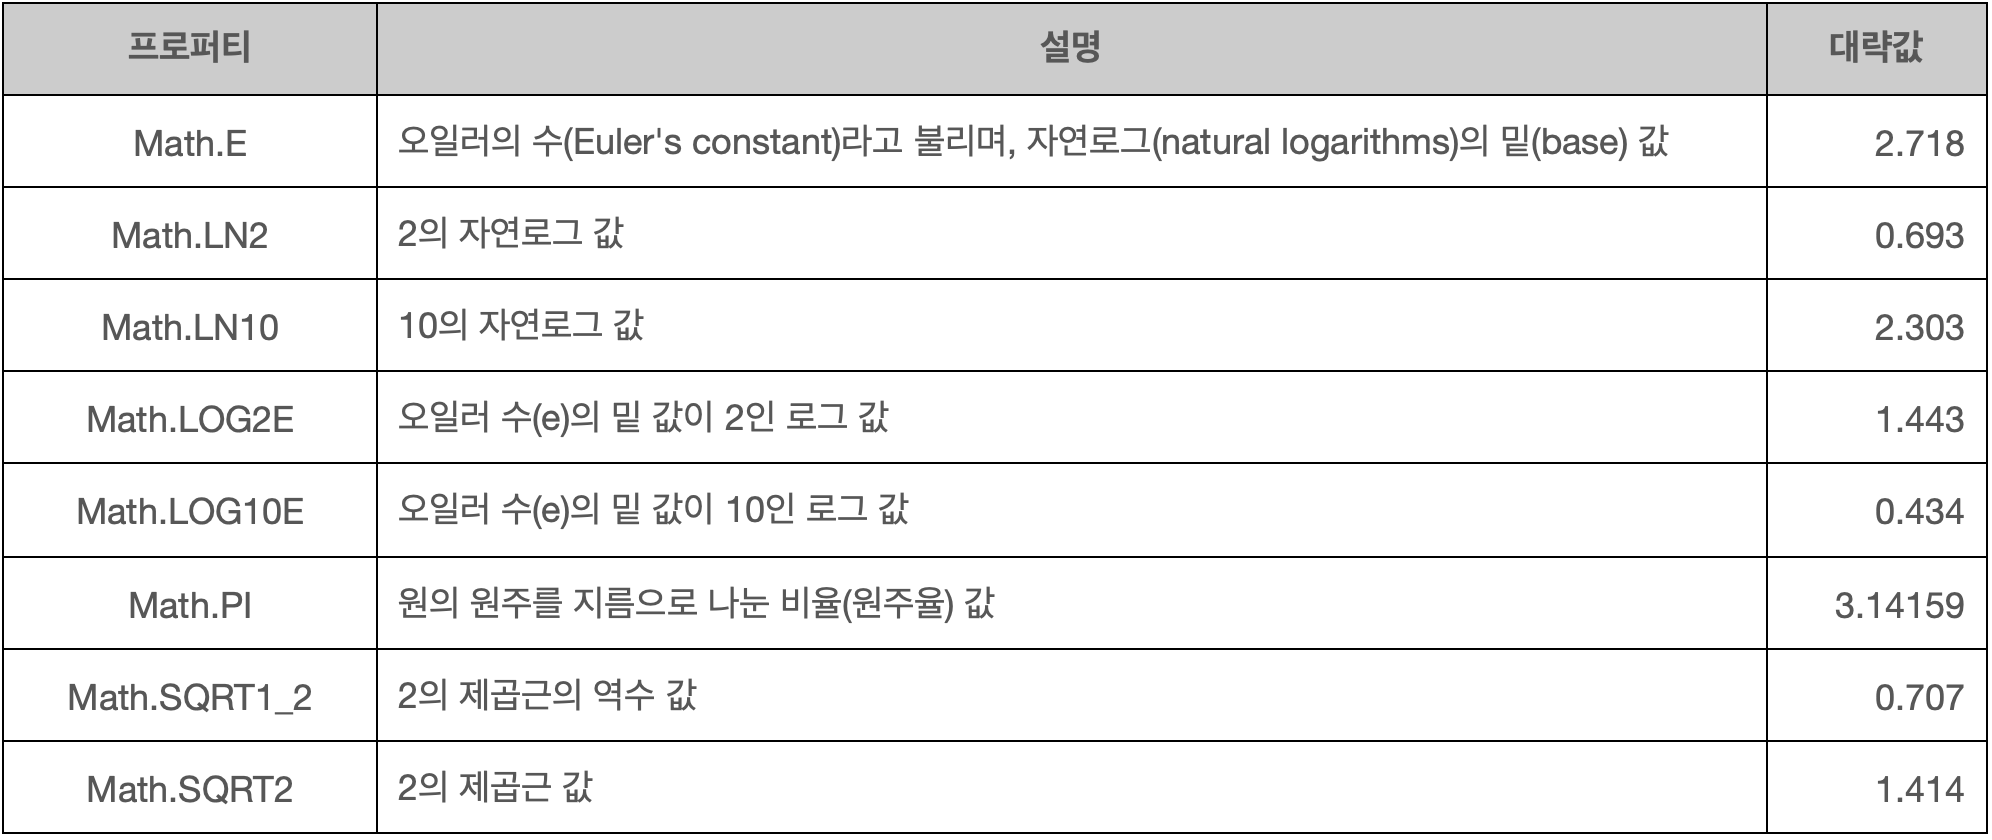 프로퍼티 설명 대략값
Math.E 오일러의 수(Euler's constant)라고 불리며, 자연로그(natural logarithms)의 밑(base) 값 2.718
Math.LN2 2의 자연로그 값 0.693
Math.LN10 10의 자연로그 값 2.303
Math.LOG2E 오일러 수(e)의 밑 값이 2인 로그 값 1.443
Math.LOG10E 오일러 수(e)의 밑 값이 10인 로그 값 0.434
Math.PI 원의 원주를 지름으로 나눈 비율(원주율) 값 3.14159
Math.SQRT1_2 2의 제곱근의 역수 값 0.707
Math.SQRT2 2의 제곱근 값 1.414